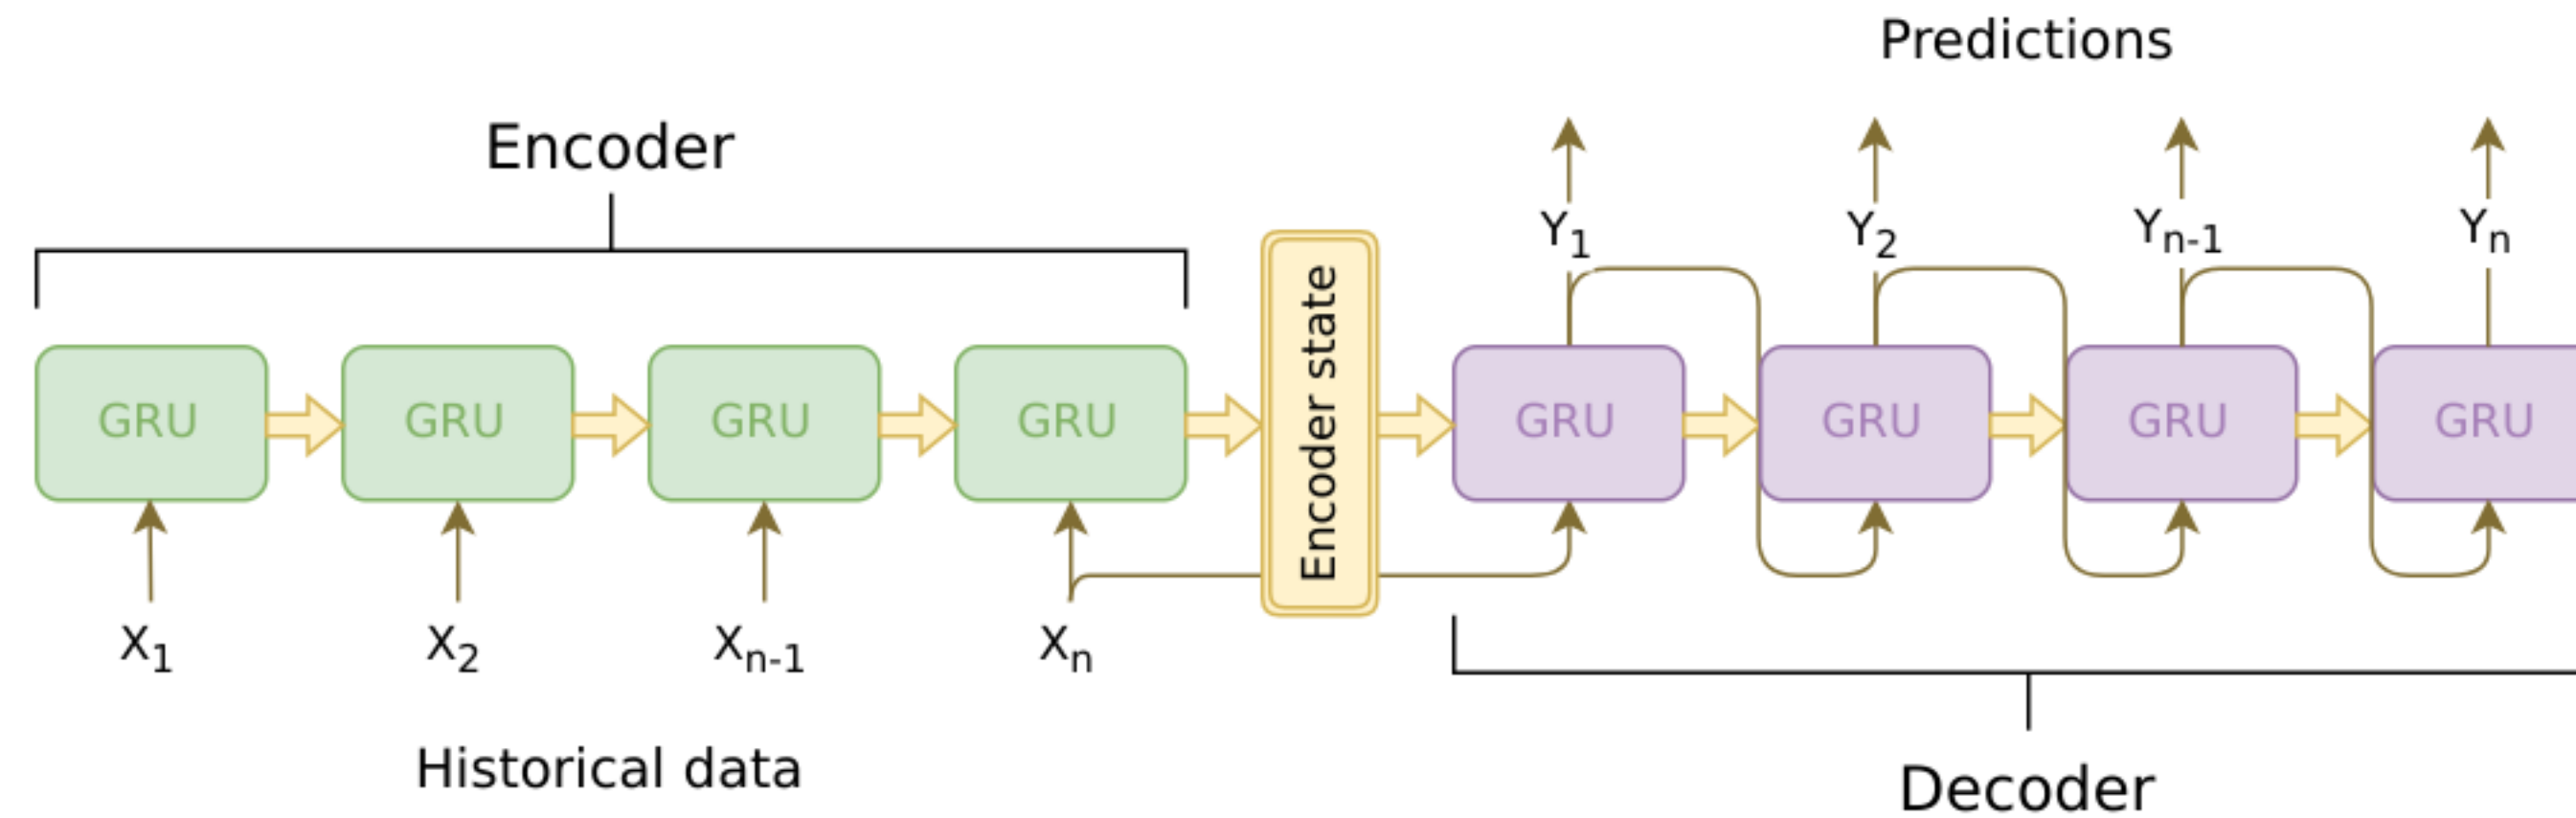 Predictions
Encoder
Y1 Y2 Yn-1 Yn
Encoder state
GRU GRU GRU GRU GRU GRU GRU GRU
X1 X2 Xn-1 Xn
Historical data
Decoder